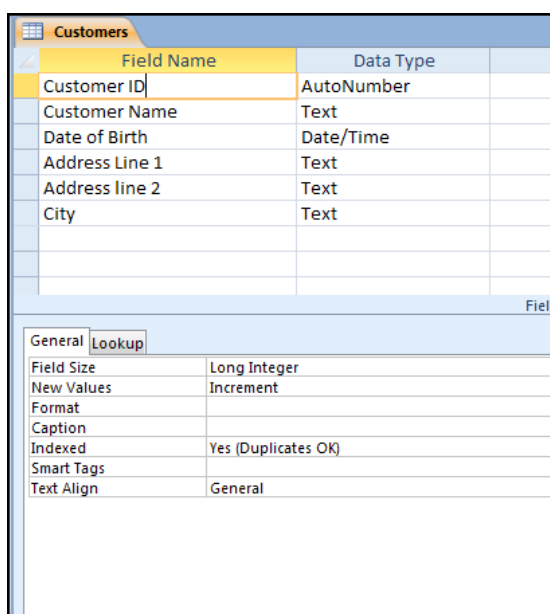 Customers
Field Name Data Type
Customer ID AutoNumber
Customer Name Text
Date of Birth Date/Time
Address Line 1 Text
Address line 2 Text
City Text
Fiel
General Lookup
Field Size Long Integer
New Values Increment
Format
Caption
Indexed Yes (Duplicates OK)
Smart Tags
Text Align General